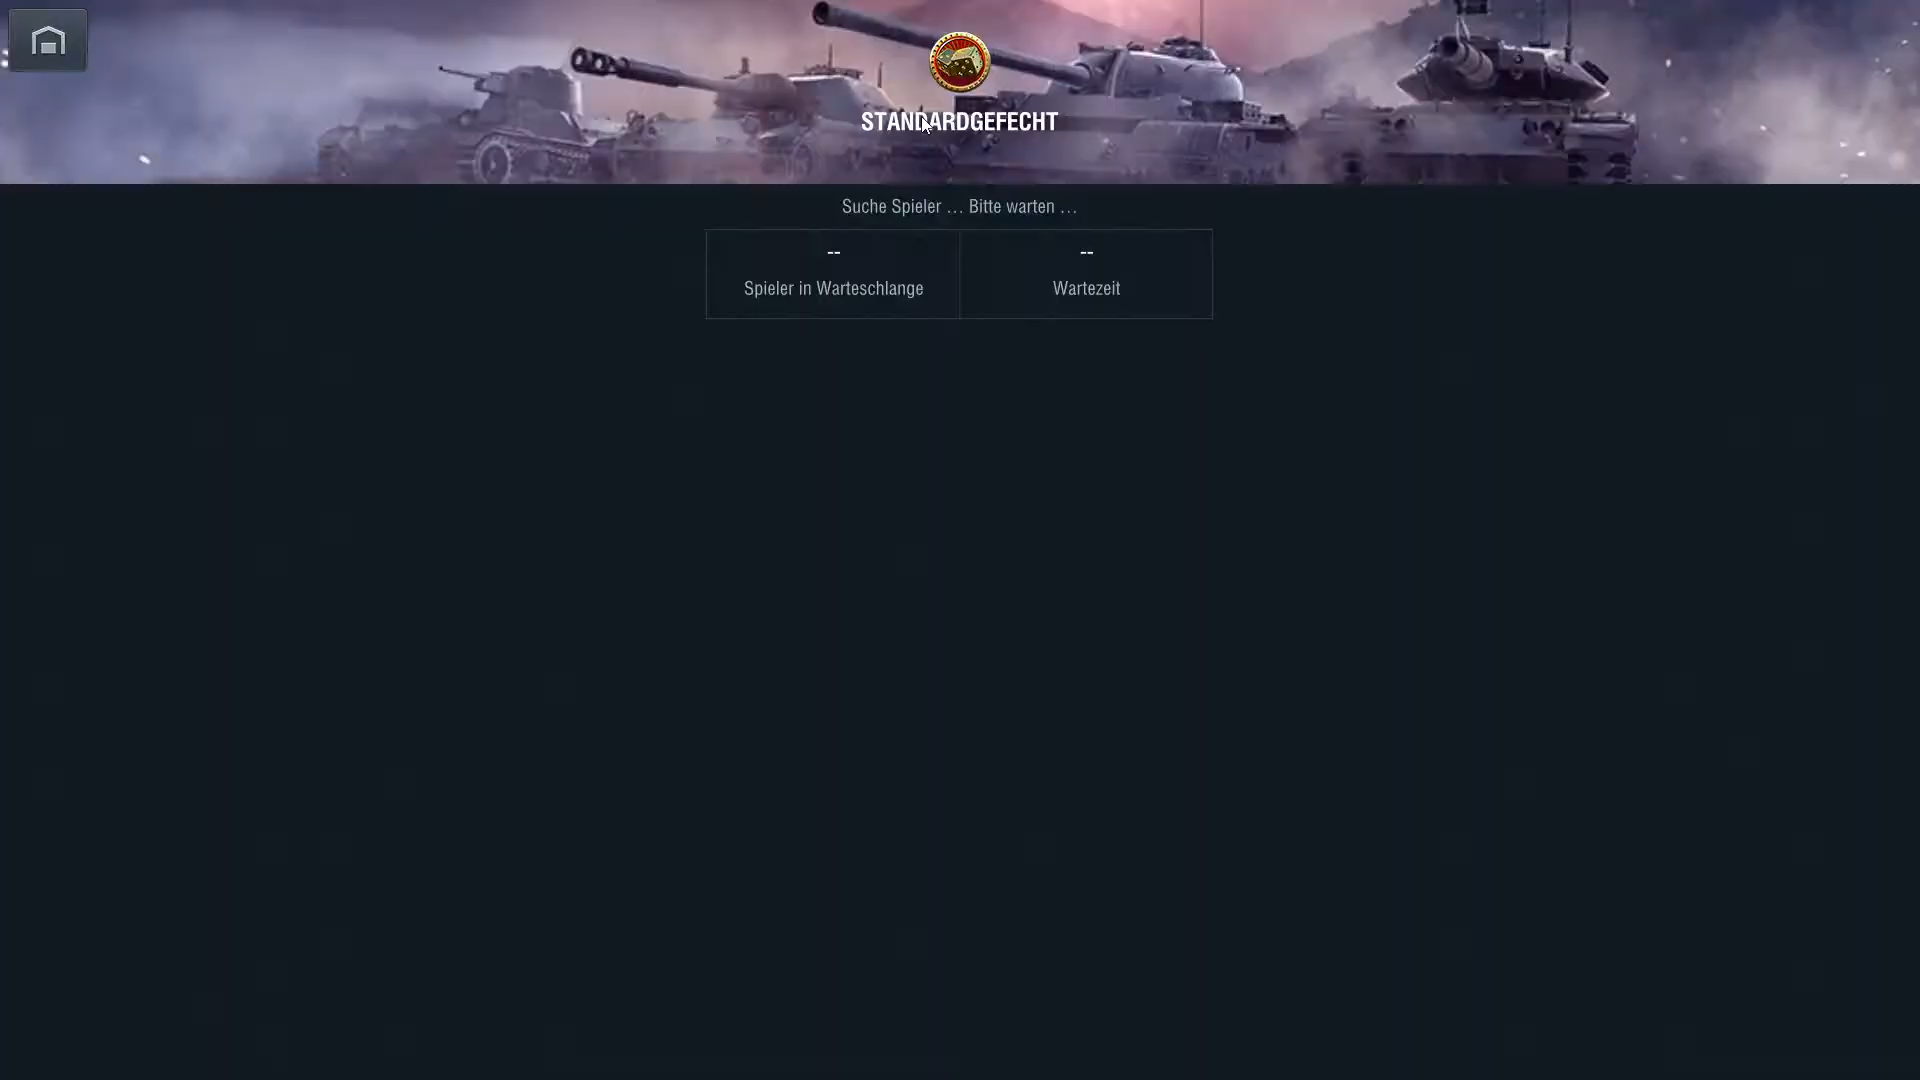 STANDARDGEFECHT
Suche Spieler ... Bitte warten ...
-- --
Spieler in Warteschlange Wartezeit